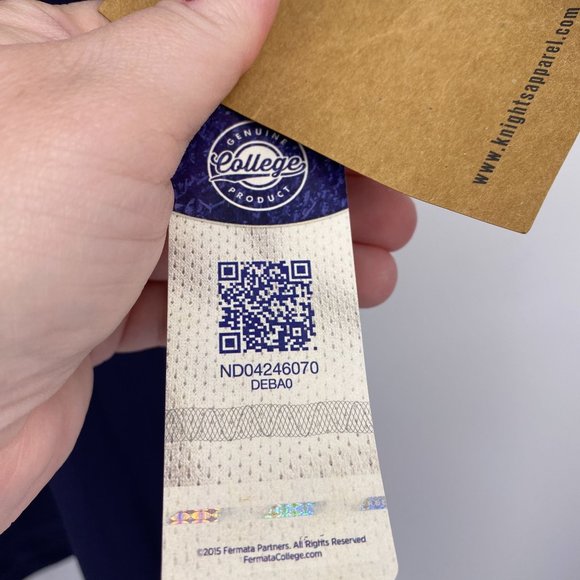 www.knightsapparel.com
GENUINE
College
PRODUCT
ND04246070
DEBA0
©2015 Fermata Partners. All Rights Reserved
FermataCollege.com